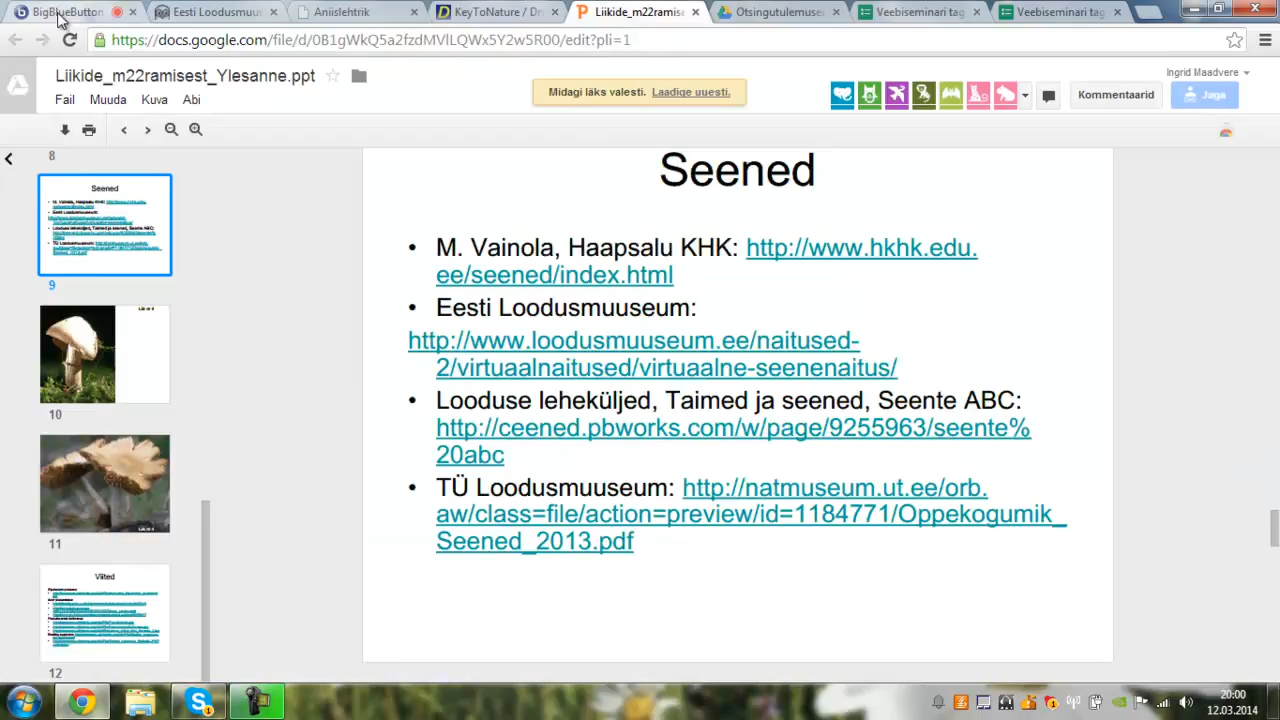 BigBlueButton
Eesti Loodusmuu
Aniislehtrik
KeyToNature / Dr
Liikide_m22ramise
Otsingutulemuse
Veebiseminari tag
Veebiseminari tag
https://docs.google.com/file/d/0B1gWkQ5a2fzdMVlLQWx5Y2w5R00/edit?pli=1
Liikide_m22ramisest_Ylesanne.ppt
Ingrid Maadvere
Midagi läks valesti. Laadige uuesti.
Fail Muuda Kuva Abi
Kommentaarid
Jaga
8
Seened
9
10
11
Viited
12
Seened
• M. Vainola, Haapsalu KHK: http://www.hkhk.edu.
ee/seened/index.html
• Eesti Loodusmuuseum:
http://www.loodusmuuseum.ee/naitused-
2/virtuaalnaitused/virtuaalne-seenenaitus/
• Looduse leheküljed, Taimed ja seened, Seente ABC:
http://ceened.pbworks.com/w/page/9255963/seente%
20abc
• TÜ Loodusmuuseum: http://natmuseum.ut.ee/orb.
aw/class=file/action=preview/id=1184771/Oppekogumik_
Seened_2013.pdf
20:00
12.03.2014